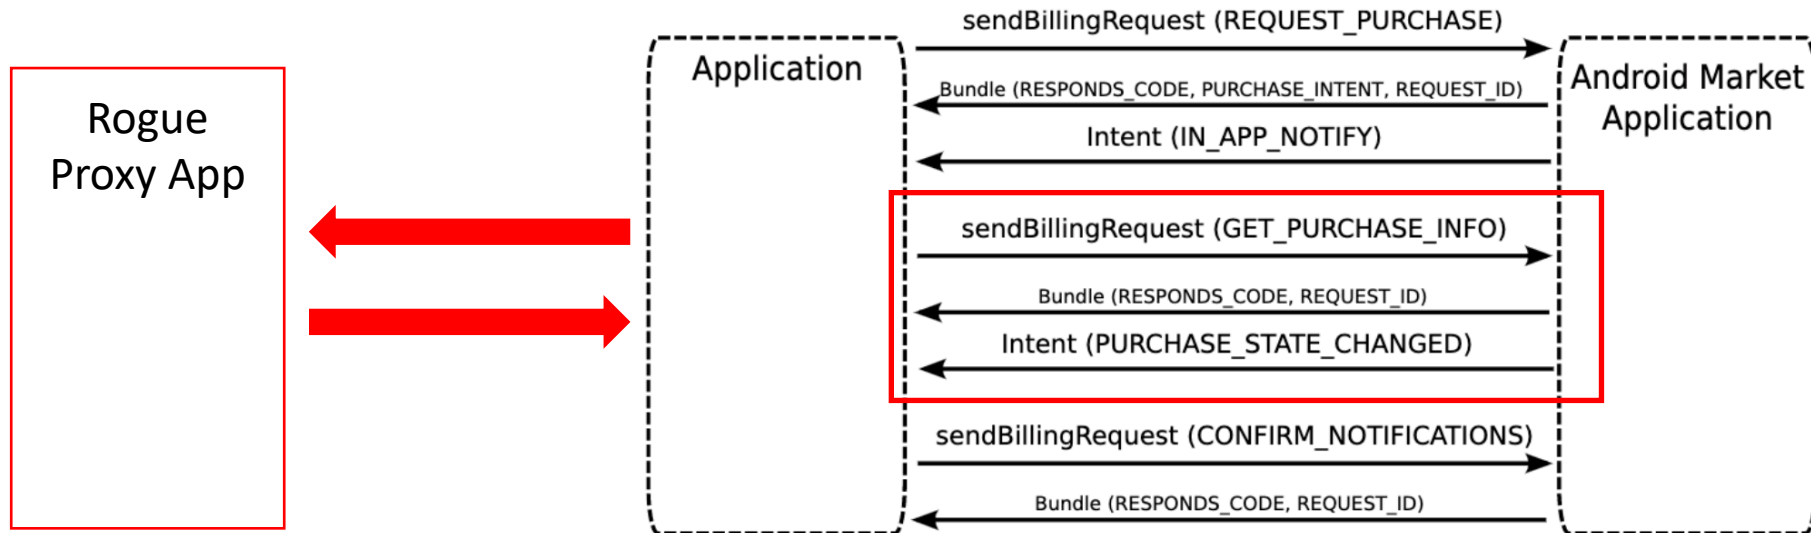 Rogue
Proxy App
Application
sendBillingRequest (REQUEST_PURCHASE)
Bundle (RESPONDS_CODE, PURCHASE_INTENT, REQUEST_ID)
Intent (IN_APP_NOTIFY)
sendBillingRequest (GET_PURCHASE_INFO)
Bundle (RESPONDS_CODE, REQUEST_ID)
Intent (PURCHASE_STATE_CHANGED)
sendBillingRequest (CONFIRM_NOTIFICATIONS)
Bundle (RESPONDS_CODE, REQUEST_ID)
Android Market
Application